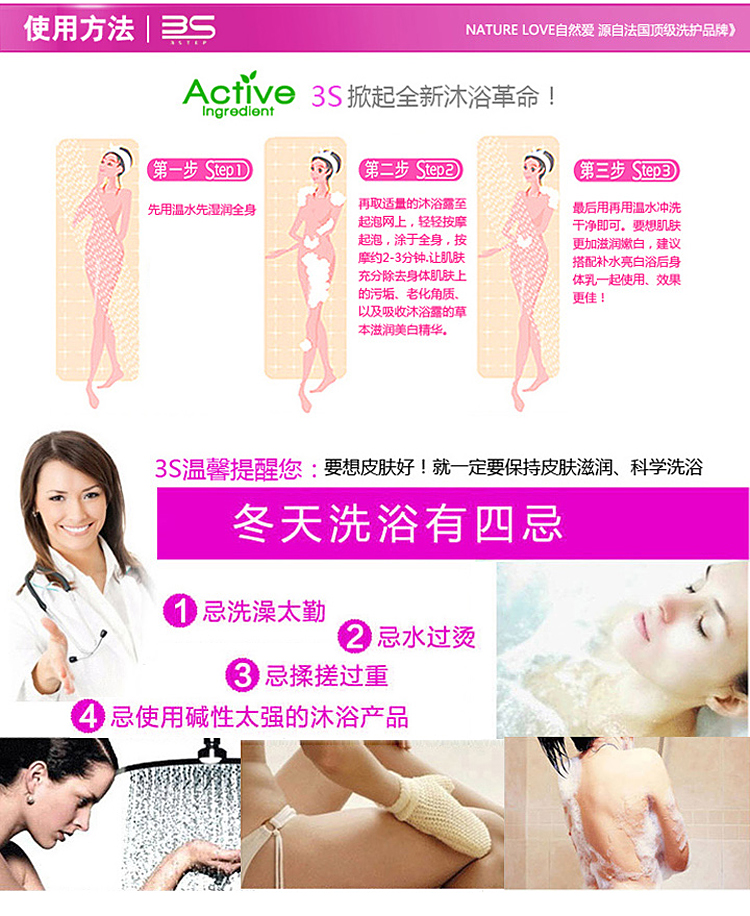 使用方法
3S
3STEP
NATURE LOVE自然爱 源自法国顶级洗护品牌》
Active
Ingredient
3S 掀起全新沐浴革命！
第一步 Step1
先用温水先湿润全身
第二步 Step2
再取适量的沐浴露至
起泡网上，轻轻按摩
起泡，涂于全身，按
摩约2-3分钟.让肌肤
充分除去身体肌肤上
的污垢、老化角质、
以及吸收沐浴露的草
本滋润美白精华。
第三步 Step3
最后用再用温水冲洗
干净即可。要想肌肤
更加滋润嫩白，建议
搭配补水亮白浴后身
体乳一起使用、效果
更佳！
3S温馨提醒您：要想皮肤好！就一定要保持皮肤滋润、科学洗浴
冬天洗浴有四忌
1 忌洗澡太勤
2 忌水过烫
3 忌揉搓过重
4 忌使用碱性太强的沐浴产品